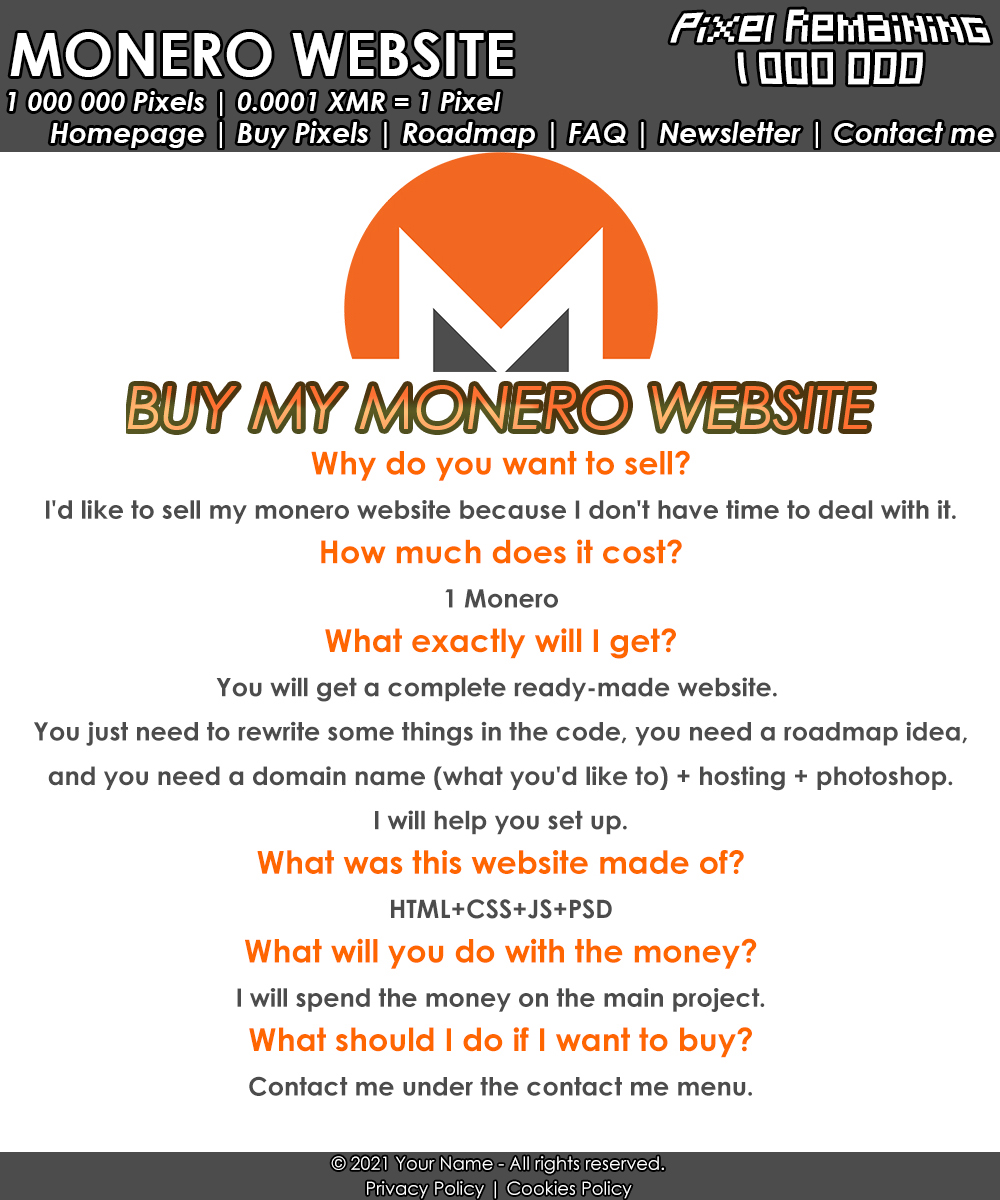 MONERO WEBSITE
Pixel Remaining
1 000 000
1 000 000 Pixels | 0.0001 XMR = 1 Pixel
Homepage | Buy Pixels | Roadmap | FAQ | Newsletter | Contact me
BUY MY MONERO WEBSITE
Why do you want to sell?
I'd like to sell my monero website because I don't have time to deal with it.
How much does it cost?
1 Monero
What exactly will I get?
You will get a complete ready-made website.
You just need to rewrite some things in the code, you need a roadmap idea,
and you need a domain name (what you'd like to) + hosting + photoshop.
I will help you set up.
What was this website made of?
HTML+CSS+JS+PSD
What will you do with the money?
I will spend the money on the main project.
What should I do if I want to buy?
Contact me under the contact me menu.
© 2021 Your Name - All rights reserved.
Privacy Policy | Cookies Policy